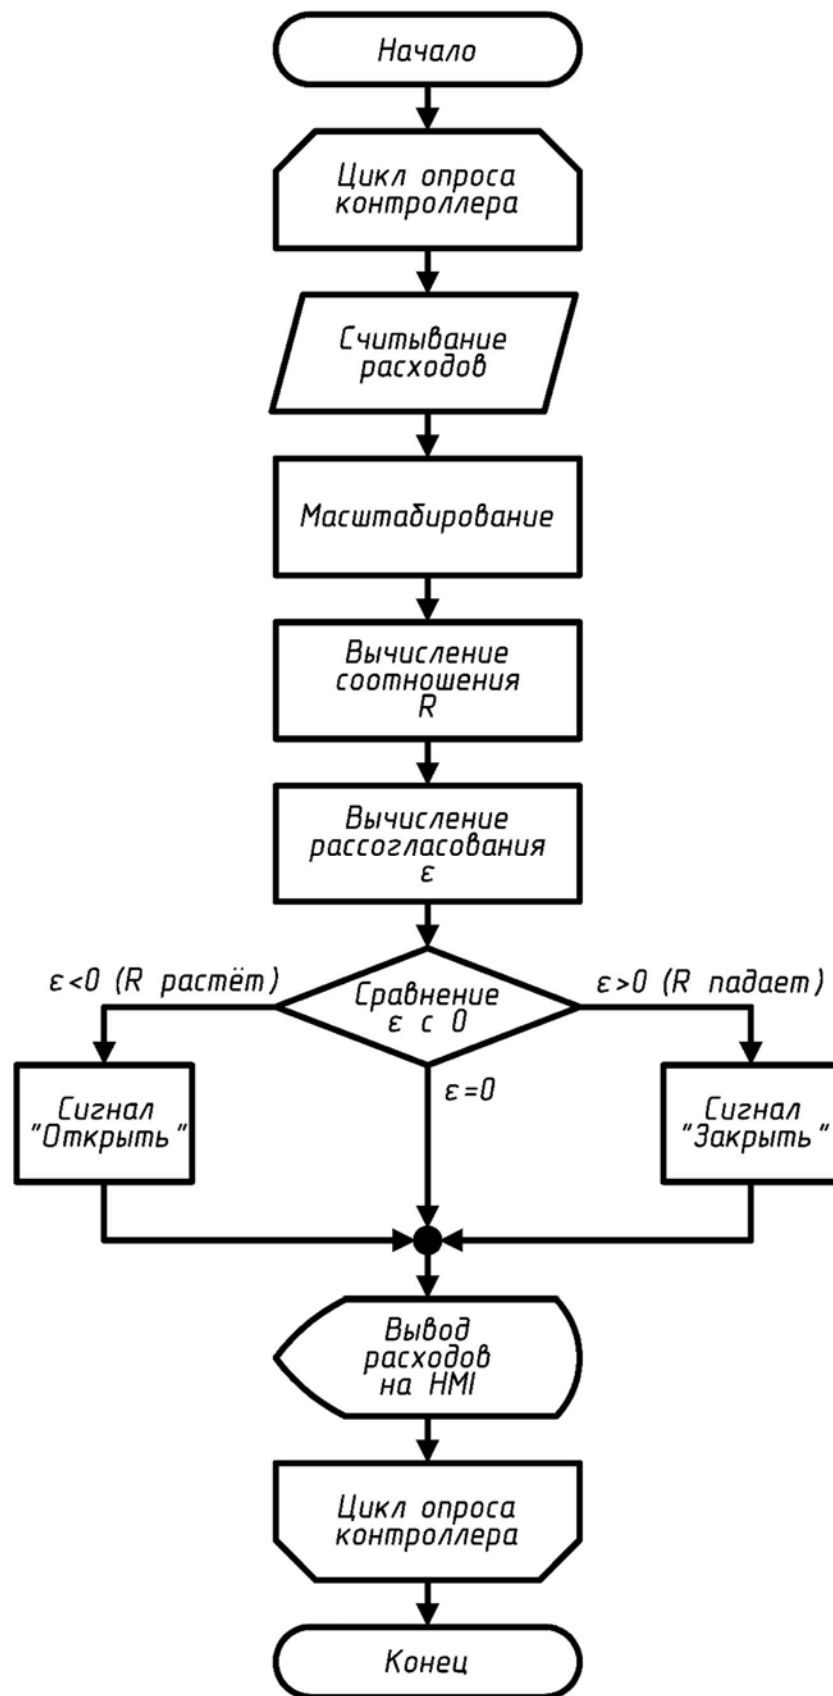 Начало
Цикл опроса
контроллера
Считывание
расходов
Масштабирование
Вычисление
соотношения
R
Вычисление
рассогласования
ε
ε<0 (R растёт)
Сравнение
ε с 0
ε>0 (R падает)
ε=0
Сигнал
"Открыть"
Сигнал
"Закрыть"
Вывод
расходов
на HMI
Цикл опроса
контроллера
Конец